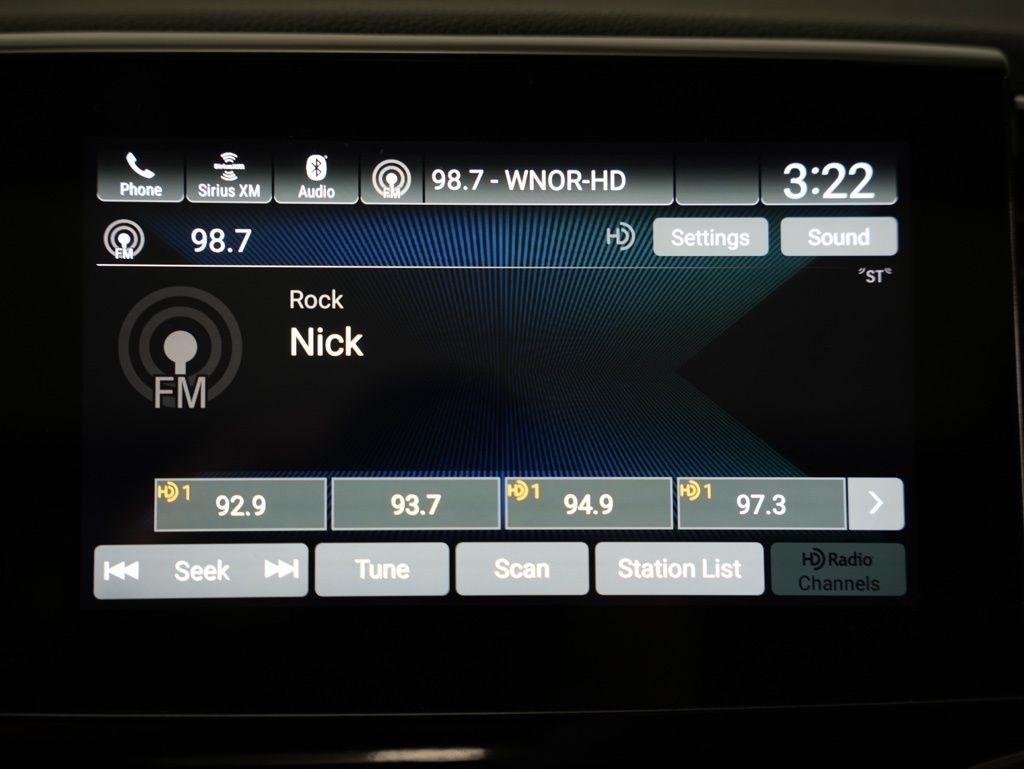 Phone
SiriusXM
Sirius XM
Audio
FM
98.7 - WNOR-HD
3:22
FM
98.7
HD
Settings
Sound
"ST"
Rock
Nick
FM
HD 1
92.9
93.7
HD 1
94.9
HD 1
97.3
Seek
Tune
Scan
Station List
HD Radio
Channels